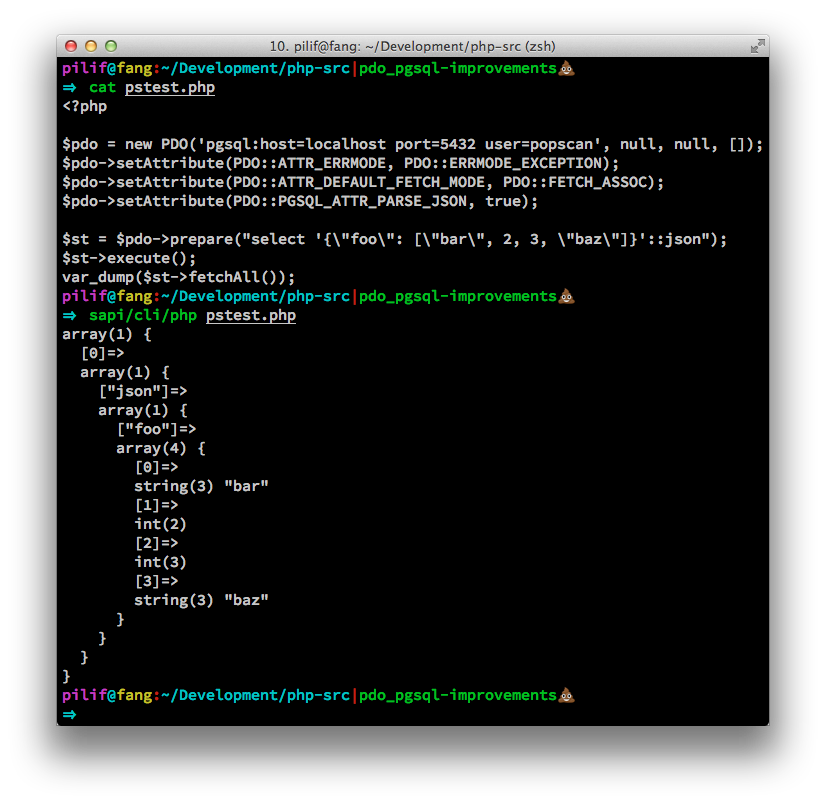 10. pilif@fang: ~/Development/php-src (zsh)
pilif@fang:~/Development/php-src|pdo_pgsql-improvements💩
⇒ cat pstest.php
<?php

$pdo = new PDO('pgsql:host=localhost port=5432 user=popscan', null, null, []);
$pdo->setAttribute(PDO::ATTR_ERRMODE, PDO::ERRMODE_EXCEPTION);
$pdo->setAttribute(PDO::ATTR_DEFAULT_FETCH_MODE, PDO::FETCH_ASSOC);
$pdo->setAttribute(PDO::PGSQL_ATTR_PARSE_JSON, true);

$st = $pdo->prepare("select '{\"foo\": [\"bar\", 2, 3, \"baz\"]}'::json");
$st->execute();
var_dump($st->fetchAll());
pilif@fang:~/Development/php-src|pdo_pgsql-improvements💩
⇒ sapi/cli/php pstest.php
array(1) {
  [0]=>
  array(1) {
    ["json"]=>
    array(1) {
      ["foo"]=>
      array(4) {
        [0]=>
        string(3) "bar"
        [1]=>
        int(2)
        [2]=>
        int(3)
        [3]=>
        string(3) "baz"
      }
    }
  }
}
pilif@fang:~/Development/php-src|pdo_pgsql-improvements💩
⇒